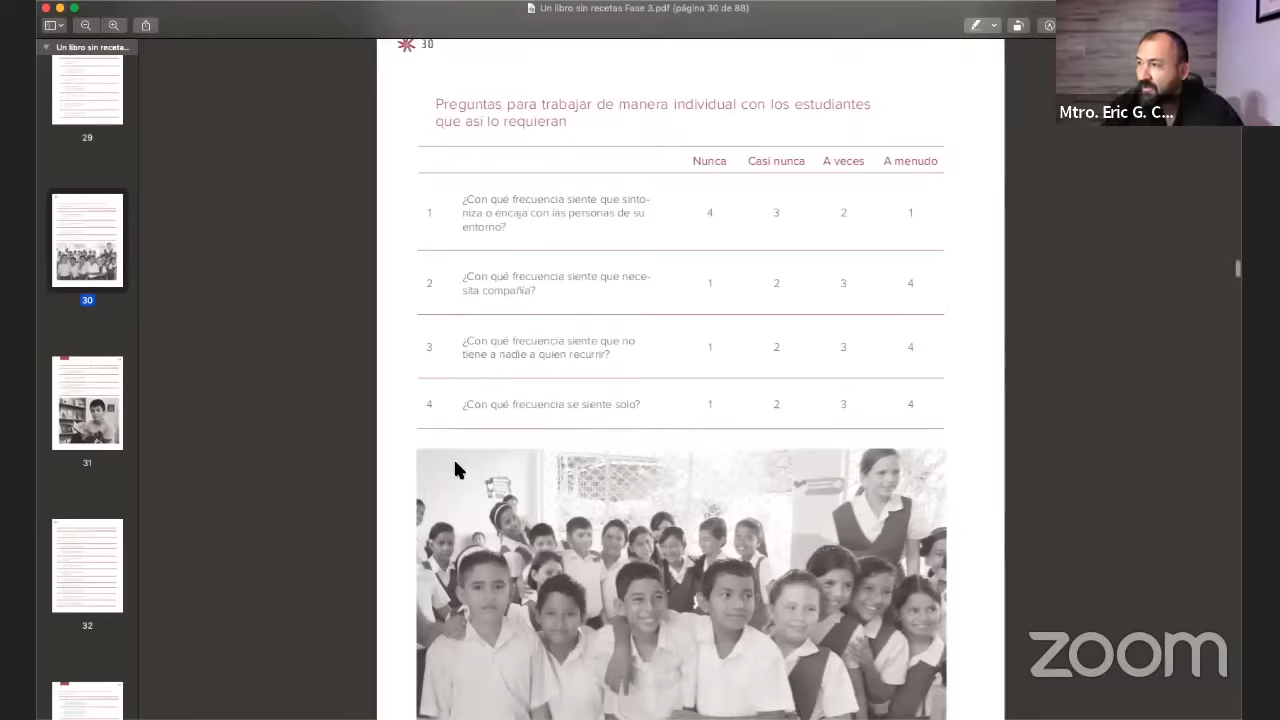 Un libro sin recetas Fase 3.pdf (página 30 de 88)
Un libro sin receta...
29
30
31
32
30
Preguntas para trabajar de manera individual con los estudiantes
que así lo requieran
Nunca Casi nunca A veces A menudo
1 ¿Con qué frecuencia siente que sinto-
niza o encaja con las personas de su
entorno? 4 3 2 1
2 ¿Con qué frecuencia siente que nece-
sita compañía? 1 2 3 4
3 ¿Con qué frecuencia siente que no
tiene a nadie a quien recurrir? 1 2 3 4
4 ¿Con qué frecuencia se siente solo? 1 2 3 4
Mtro. Eric G. C...
zoom